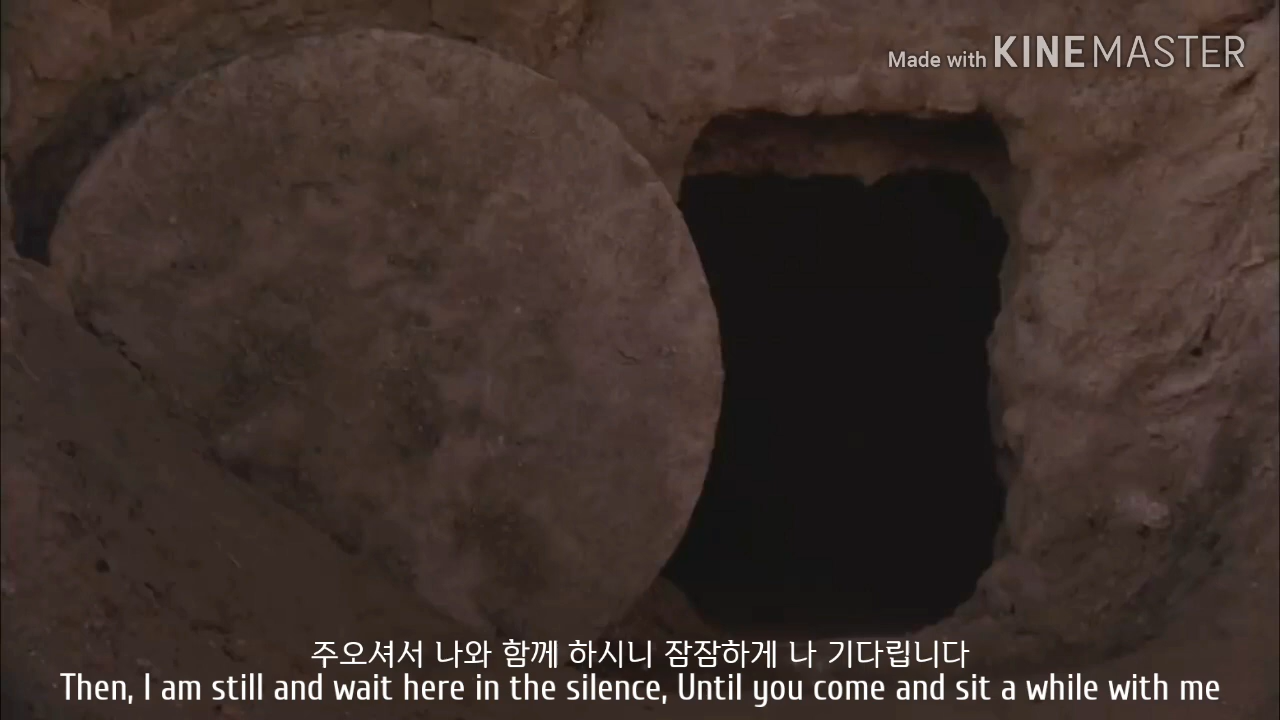 Made with KINEMASTER
주오셔서 나와 함께 하시니 잠잠하게 나 기다립니다
Then, I am still and wait here in the silence, Until you come and sit a while with me